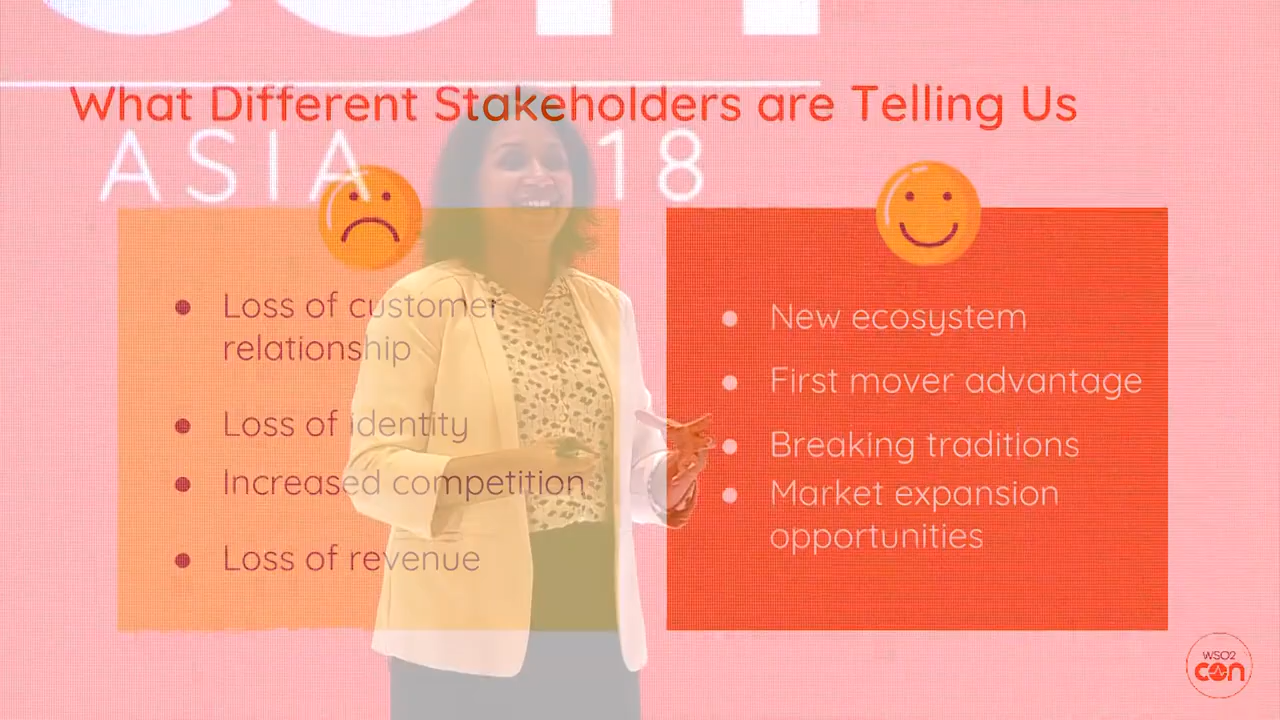 con
What Different Stakeholders are Telling Us
ASIA 18
Loss of customer
relationship
Loss of identity
Increased competition
Loss of revenue
New ecosystem
First mover advantage
Breaking traditions
Market expansion
opportunities
WSO2
con